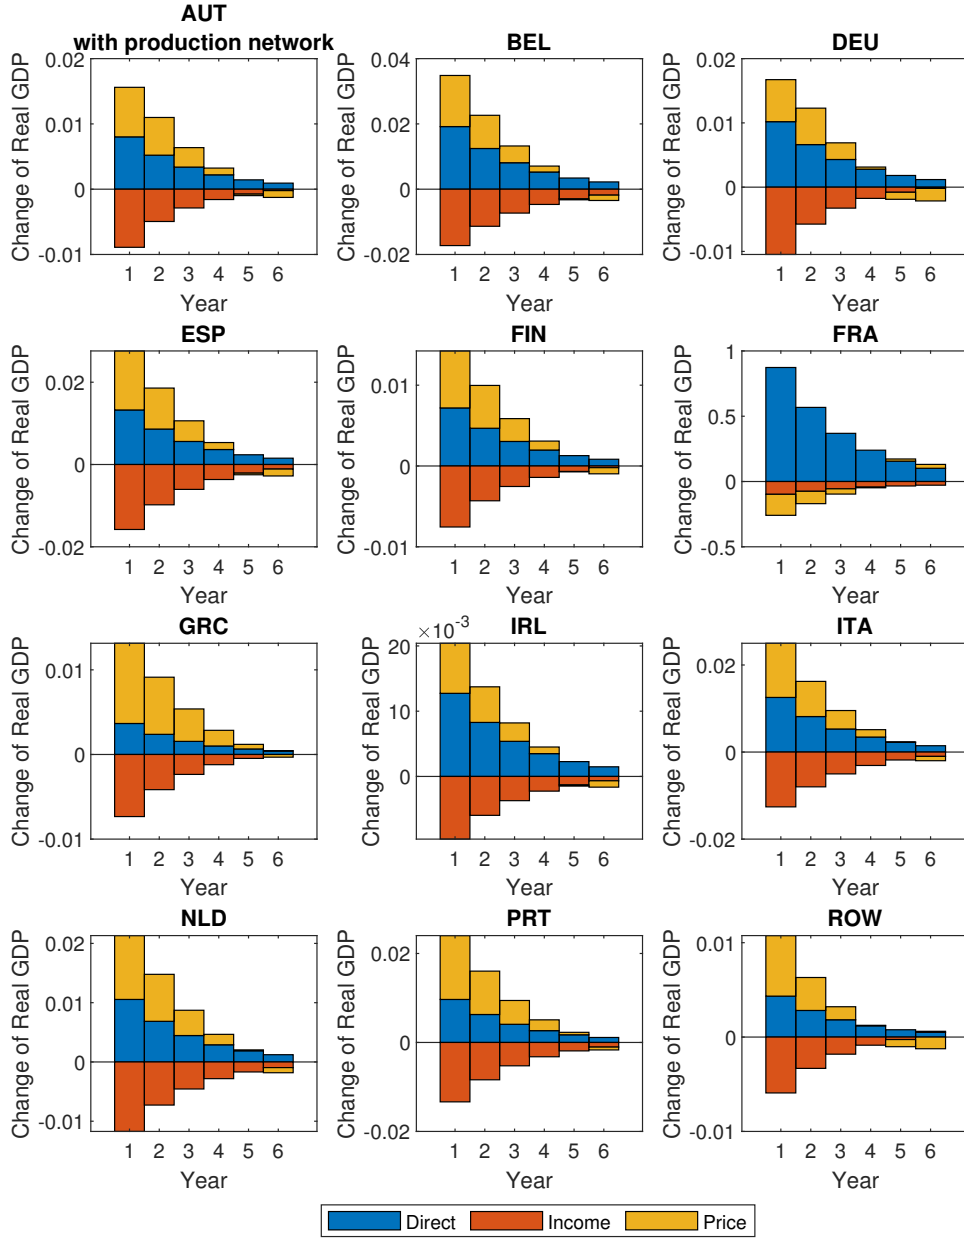 AUT
with production network
BEL
DEU
Change of Real GDP
0.02
0.01
0
-0.01
1 2 3 4 5 6
Year
Change of Real GDP
0.04
0.02
0
-0.02
1 2 3 4 5 6
Year
Change of Real GDP
0.02
0.01
0
-0.01
1 2 3 4 5 6
Year
ESP
FIN
FRA
Change of Real GDP
0.02
0
-0.02
1 2 3 4 5 6
Year
Change of Real GDP
0.01
0
-0.01
1 2 3 4 5 6
Year
Change of Real GDP
1
0.5
0
-0.5
1 2 3 4 5 6
Year
GRC
IRL
ITA
Change of Real GDP
0.01
0
-0.01
1 2 3 4 5 6
Year
Change of Real GDP
×10⁻³
20
10
0
1 2 3 4 5 6
Year
Change of Real GDP
0.02
0
-0.02
1 2 3 4 5 6
Year
NLD
PRT
ROW
Change of Real GDP
0.02
0.01
0
-0.01
1 2 3 4 5 6
Year
Change of Real GDP
0.02
0
-0.02
1 2 3 4 5 6
Year
Change of Real GDP
0.01
0
-0.01
1 2 3 4 5 6
Year
Direct Income Price